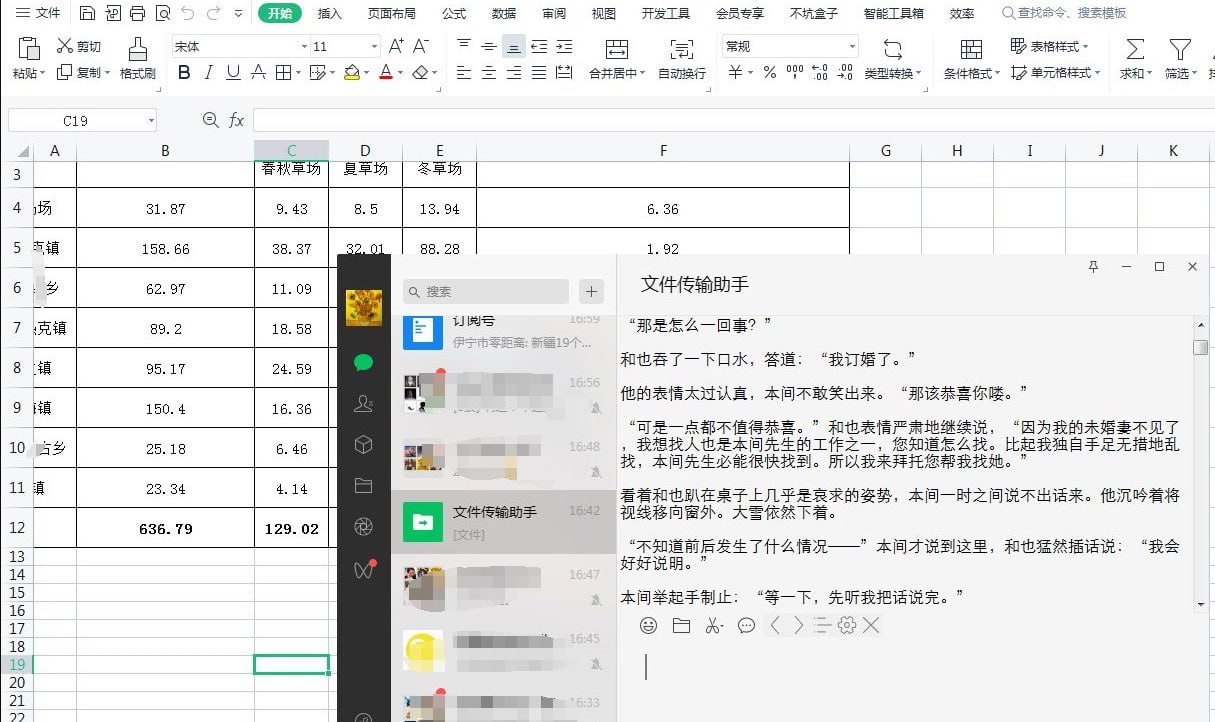 文件 开始 插入 页面布局 公式 数据 审阅 视图 开发工具 会员专享 不坑盒子 智能工具箱 效率 查找命令、搜索模板
剪切 宋体 11 常规 表格样式
粘贴 复制 格式刷 合并居中 自动换行 类型转换 条件格式 单元格样式 求和 筛选
C19 fx
A B C D E F G H I J K
3 春秋草场 夏草场 冬草场
4 场 31.87 9.43 8.5 13.94 6.36
5 克镇 158.66 38.37 32.01 88.28 1.92
6 乡 62.97 11.09
7 克镇 89.2 18.58
8 镇 95.17 24.59
9 镇 150.4 16.36
10 古乡 25.18 6.46
11 镇 23.34 4.14
12 636.79 129.02
13
14
15
16
17
18
19
20
21
22
搜索
订阅号 16:59
伊宁市零距离: 新疆19个...
16:56
16:48
文件传输助手 16:42
[文件]
16:47
16:45
16:33
文件传输助手
“那是怎么一回事？”
和也吞了一下口水，答道：“我订婚了。”
他的表情太过认真，本间不敢笑出来。“那该恭喜你喽。”
“可是一点都不值得恭喜。”和也表情严肃地继续说，“因为我的未婚妻不见了
，我想找人也是本间先生的工作之一，您知道怎么找。比起我独自手足无措地乱
找，本间先生必能很快找到。所以我来拜托您帮我找她。”
看着和也趴在桌子上几乎是哀求的姿势，本间一时之间说不出话来。他沉吟着将
视线移向窗外。大雪依然下着。
“不知道前后发生了什么情况——”本间才说到这里，和也猛然插话说：“我会
好好说明。”
本间举起手制止：“等一下，先听我把话说完。”